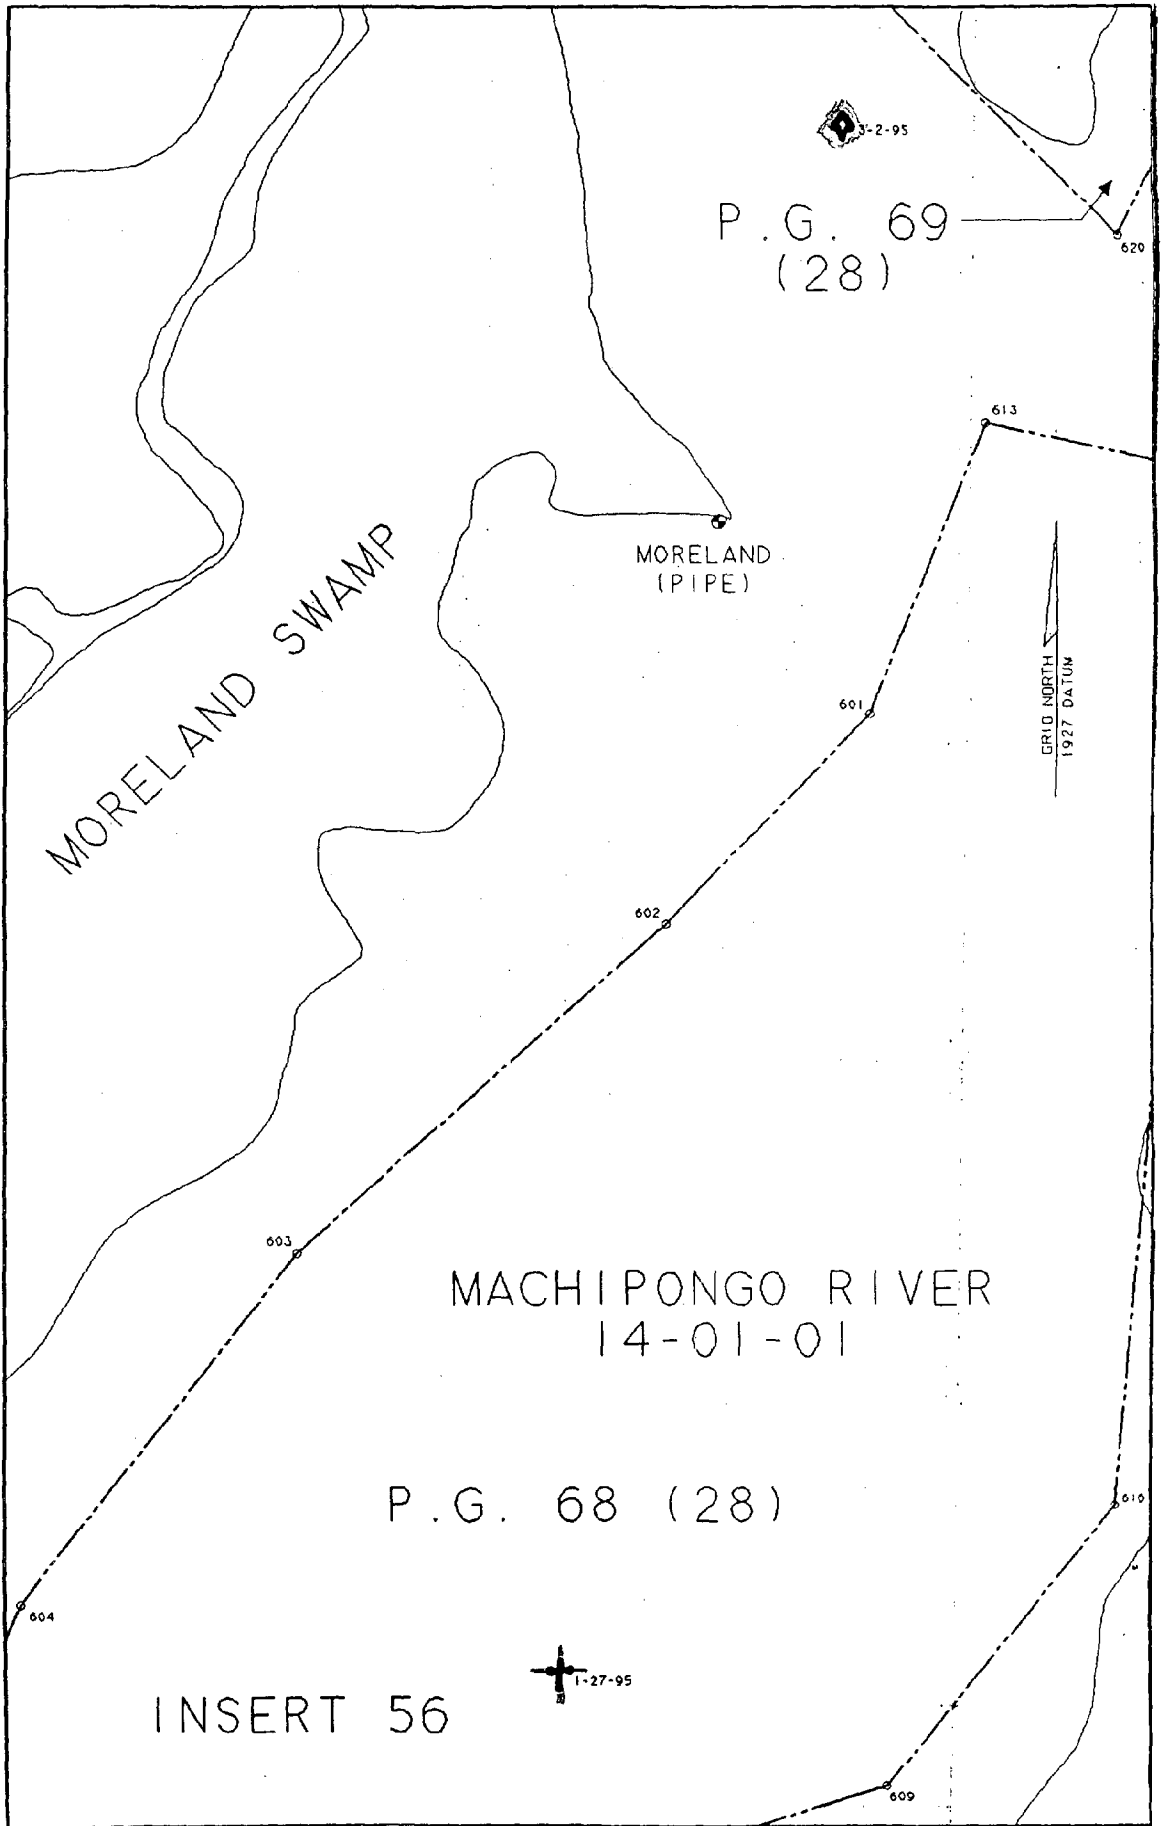 3-2-95
P.G. 69
(28)
620
613
MORELAND
(PIPE)
MORELAND SWAMP
GRID NORTH
1927 DATUM
601
602
603
MACHIPONGO RIVER
14-01-01
P.G. 68 (28)
604
1-27-95
INSERT 56
609